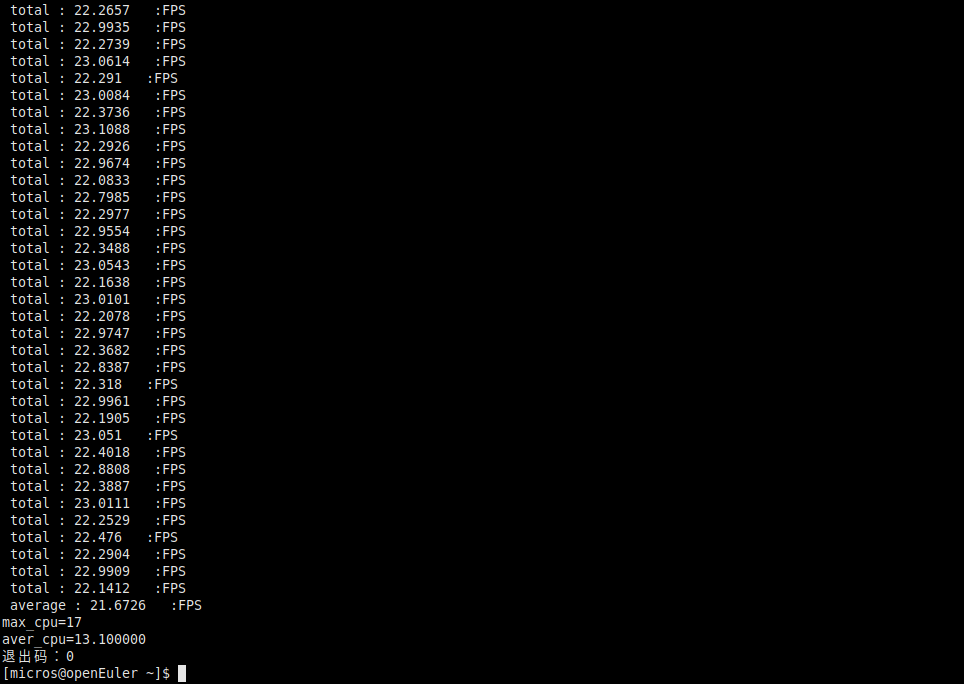 total : 22.2657   :FPS
total : 22.9935   :FPS
total : 22.2739   :FPS
total : 23.0614   :FPS
total : 22.291   :FPS
total : 23.0084   :FPS
total : 22.3736   :FPS
total : 23.1088   :FPS
total : 22.2926   :FPS
total : 22.9674   :FPS
total : 22.0833   :FPS
total : 22.7985   :FPS
total : 22.2977   :FPS
total : 22.9554   :FPS
total : 22.3488   :FPS
total : 23.0543   :FPS
total : 22.1638   :FPS
total : 23.0101   :FPS
total : 22.2078   :FPS
total : 22.9747   :FPS
total : 22.3682   :FPS
total : 22.8387   :FPS
total : 22.318   :FPS
total : 22.9961   :FPS
total : 22.1905   :FPS
total : 23.051   :FPS
total : 22.4018   :FPS
total : 22.8808   :FPS
total : 22.3887   :FPS
total : 23.0111   :FPS
total : 22.2529   :FPS
total : 22.476   :FPS
total : 22.2904   :FPS
total : 22.9909   :FPS
total : 22.1412   :FPS
average : 21.6726   :FPS
max_cpu=17
aver_cpu=13.100000
退出码：0
[micros@openEuler ~]$